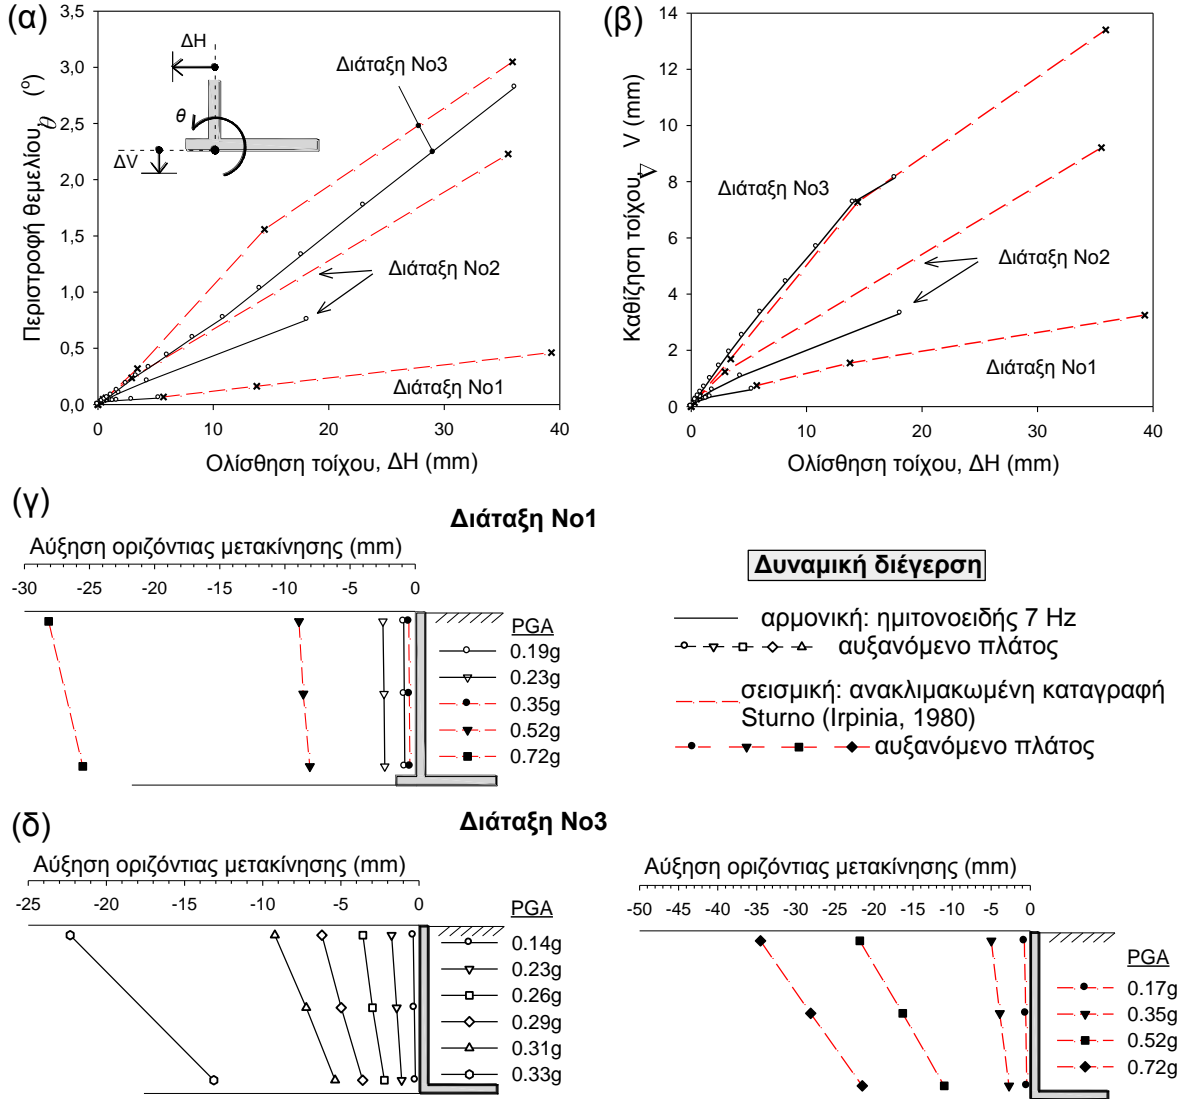 (α)
3,5
3,0
2,5
2,0
1,5
1,0
0,5
0,0
0
10
20
30
40
Περιστροφή θεμελίου, θ (°)
Ολίσθηση τοίχου, ΔH (mm)
ΔH
θ
ΔV
Διάταξη No3
Διάταξη No2
Διάταξη No1
(β)
14
12
10
8
6
4
2
0
0
10
20
30
40
Καθίζηση τοίχου, ΔV (mm)
Ολίσθηση τοίχου, ΔH (mm)
Διάταξη No3
Διάταξη No2
Διάταξη No1
(γ)
Διάταξη No1
Αύξηση οριζόντιας μετακίνησης (mm)
-30 -25 -20 -15 -10 -5 0
PGA
0.19g
0.23g
0.35g
0.52g
0.72g
Δυναμική διέγερση
αρμονική: ημιτονοειδής 7 Hz
αυξανόμενο πλάτος
σεισμική: ανακλιμακωμένη καταγραφή
Sturno (Irpinia, 1980)
αυξανόμενο πλάτος
(δ)
Διάταξη No3
Αύξηση οριζόντιας μετακίνησης (mm)
-25 -20 -15 -10 -5 0
PGA
0.14g
0.23g
0.26g
0.29g
0.31g
0.33g
Αύξηση οριζόντιας μετακίνησης (mm)
-50 -45 -40 -35 -30 -25 -20 -15 -10 -5 0
PGA
0.17g
0.35g
0.52g
0.72g